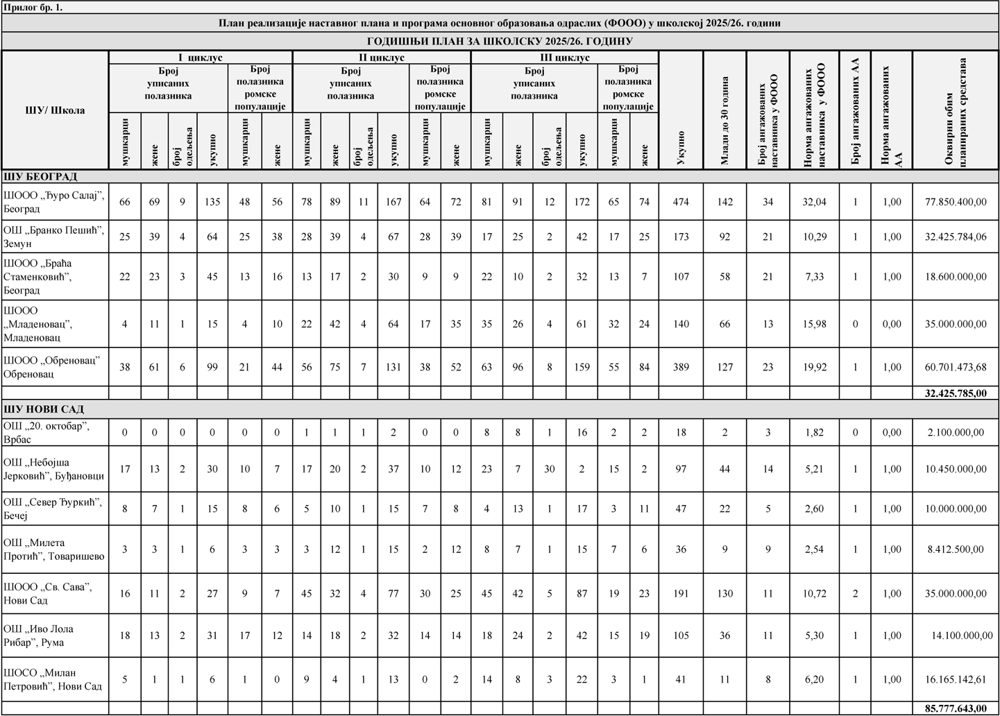 Прилог бр. 1.
План реализације наставног плана и програма основног образовања одраслих (ФООО) у школској 2025/26. години
ГОДИШЊИ ПЛАН ЗА ШКОЛСКУ 2025/26. ГОДИНУ
ШУ/ Школа
I циклус
II циклус
III циклус
Број
уписаних
полазника
Број
полазника
ромске
популације
Број
уписаних
полазника
Број
полазника
ромске
популације
Број
уписаних
полазника
Број
полазника
ромске
популације
мушкарци
жене
број
одељења
укупно
мушкарци
жене
мушкарци
жене
број
одељења
укупно
мушкарци
жене
мушкарци
жене
број
одељења
укупно
мушкарци
жене
Укупно
Млади до 30 година
Број ангажованих
наставника у ФООО
Норма ангажованих
наставника у ФООО
Број ангажованих АА
Норма ангажованих
АА
Оквирни обим
планираних средстава
ШУ БЕОГРАД
ШООО „Ђуро Салај”,
Београд
66 69 9 135 48 56 78 89 11 167 64 72 81 91 12 172 65 74 474 142 34 32,04 1 1,00 77.850.400,00
ОШ „Бранко Пешић”,
Земун
25 39 4 64 25 38 28 39 4 67 28 39 17 25 2 42 17 25 173 92 21 10,29 1 1,00 32.425.784,06
ШООО „Браћа
Стаменковић”,
Београд
22 23 3 45 13 16 13 17 2 30 9 9 22 10 2 32 13 7 107 58 21 7,33 1 1,00 18.600.000,00
ШООО
„Младеновац”,
Младеновац
4 11 1 15 4 10 22 42 4 64 17 35 35 26 4 61 32 24 140 66 13 15,98 0 0,00 35.000.000,00
ШООО „Обреновац”
Обреновац
38 61 6 99 21 44 56 75 7 131 38 52 63 96 8 159 55 84 389 127 23 19,92 1 1,00 60.701.473,68
32.425.785,00
ШУ НОВИ САД
ОШ „20. октобар”,
Врбас
0 0 0 0 0 0 1 1 1 2 0 0 8 8 1 16 2 2 18 2 3 1,82 0 0,00 2.100.000,00
ОШ „Небојша
Јерковић”, Буђановци
17 13 2 30 10 7 17 20 2 37 10 12 23 7 30 2 15 2 97 44 14 5,21 1 1,00 10.450.000,00
ОШ „Север Ђуркић”,
Бечеј
8 7 1 15 8 6 5 10 1 15 7 8 4 13 1 17 3 11 47 22 5 2,60 1 1,00 10.000.000,00
ОШ „Милета
Протић”, Товаришево
3 3 1 6 3 3 3 12 1 15 2 12 8 7 1 15 7 6 36 9 9 2,54 1 1,00 8.412.500,00
ШООО „Св. Сава”,
Нови Сад
16 11 2 27 9 7 45 32 4 77 30 25 45 42 5 87 19 23 191 130 11 10,72 2 1,00 35.000.000,00
ОШ „Иво Лола
Рибар”, Рума
18 13 2 31 17 12 14 18 2 32 14 14 18 24 2 42 15 19 105 36 11 5,30 1 1,00 14.100.000,00
ШОСО „Милан
Петровић”, Нови Сад
5 1 1 6 1 0 9 4 1 13 0 2 14 8 3 22 3 1 41 11 8 6,20 1 1,00 16.165.142,61
85.777.643,00